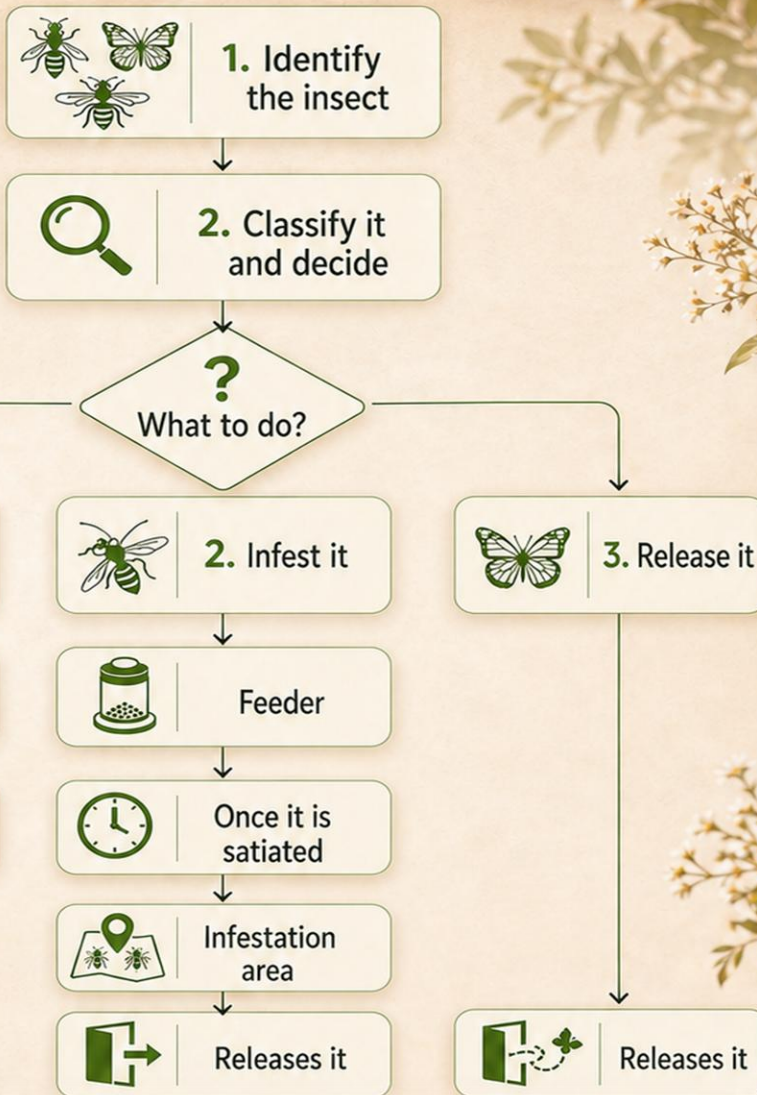 1. Identify
the insect
2. Classify it
and decide
?
What to do?
2. Infest it
3. Release it
Feeder
Once it is
satiated
Infestation
area
Releases it
Releases it